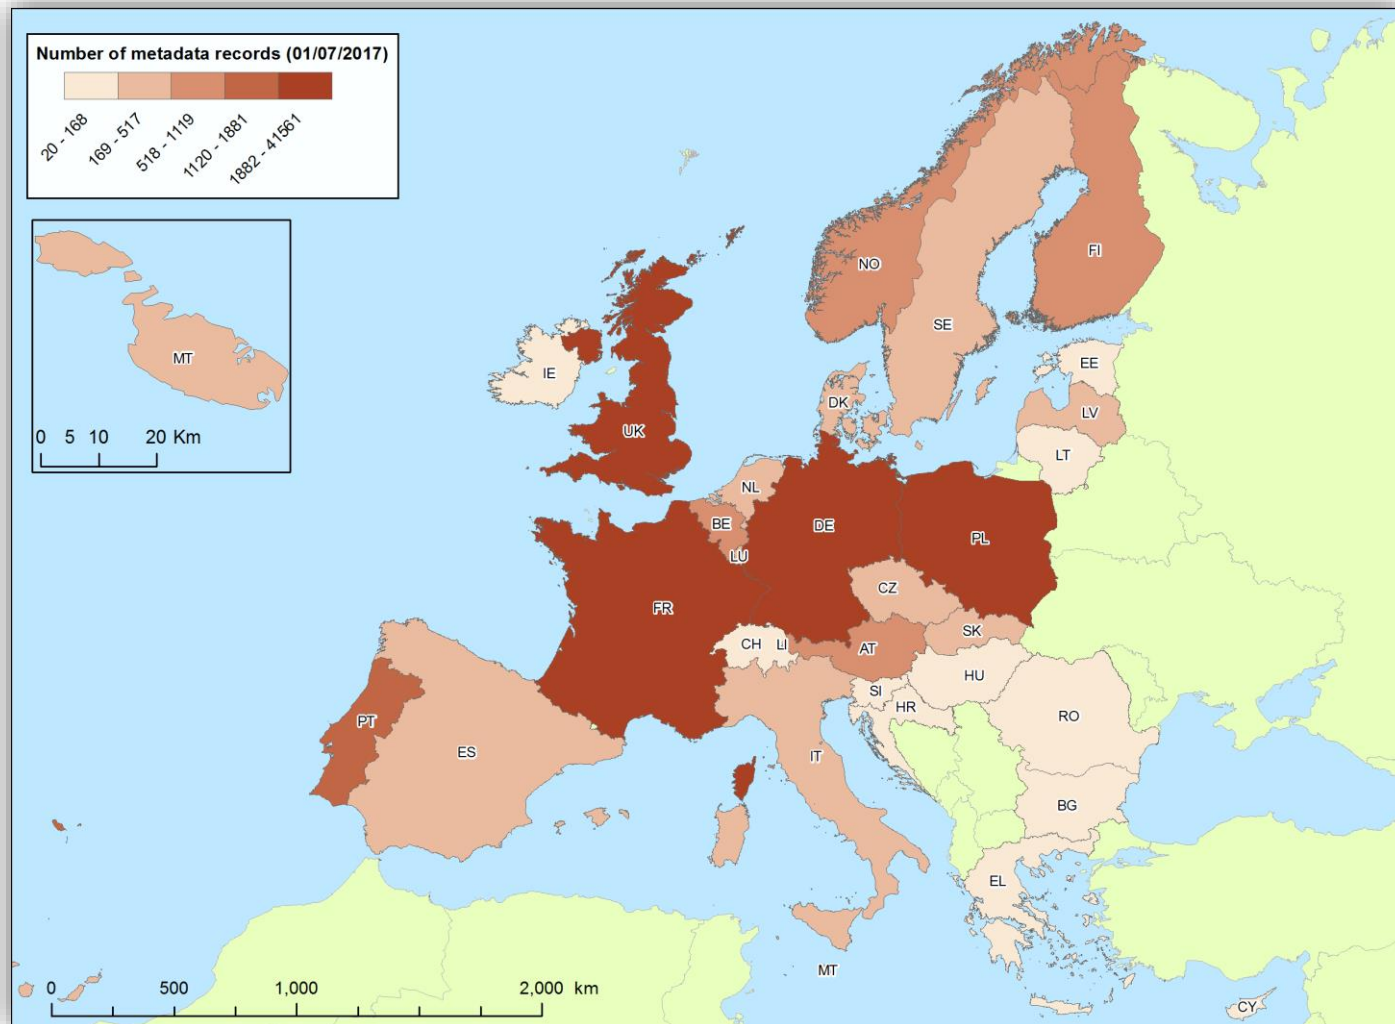 Number of metadata records (01/07/2017)
20 - 168
169 - 517
518 - 1119
1120 - 1881
1882 - 41561
MT
0 5 10 20 Km
NO
FI
SE
EE
IE
DK
LV
UK
LT
NL
BE
DE
PL
LU
CZ
FR
SK
CH
LI
AT
HU
SI
HR
RO
PT
ES
IT
BG
EL
MT
CY
0 500 1,000 2,000 km